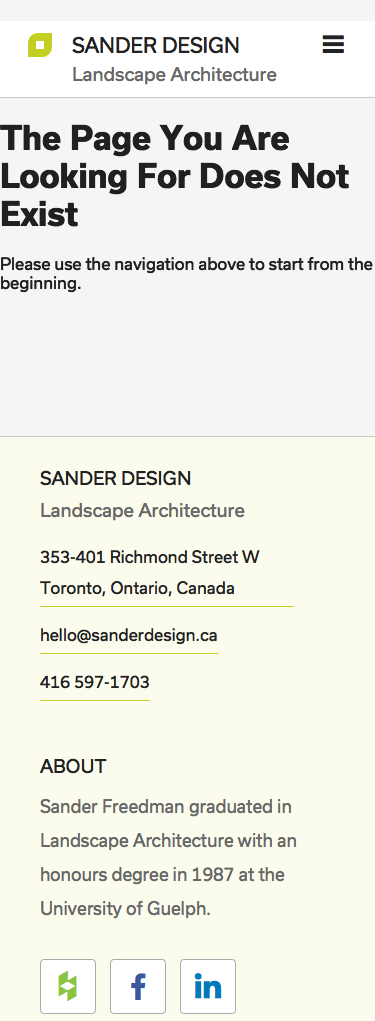 SANDER DESIGN
Landscape Architecture
The Page You Are
Looking For Does Not
Exist
Please use the navigation above to start from the
beginning.
SANDER DESIGN
Landscape Architecture
353-401 Richmond Street W
Toronto, Ontario, Canada
hello@sanderdesign.ca
416 597-1703
ABOUT
Sander Freedman graduated in
Landscape Architecture with an
honours degree in 1987 at the
University of Guelph.